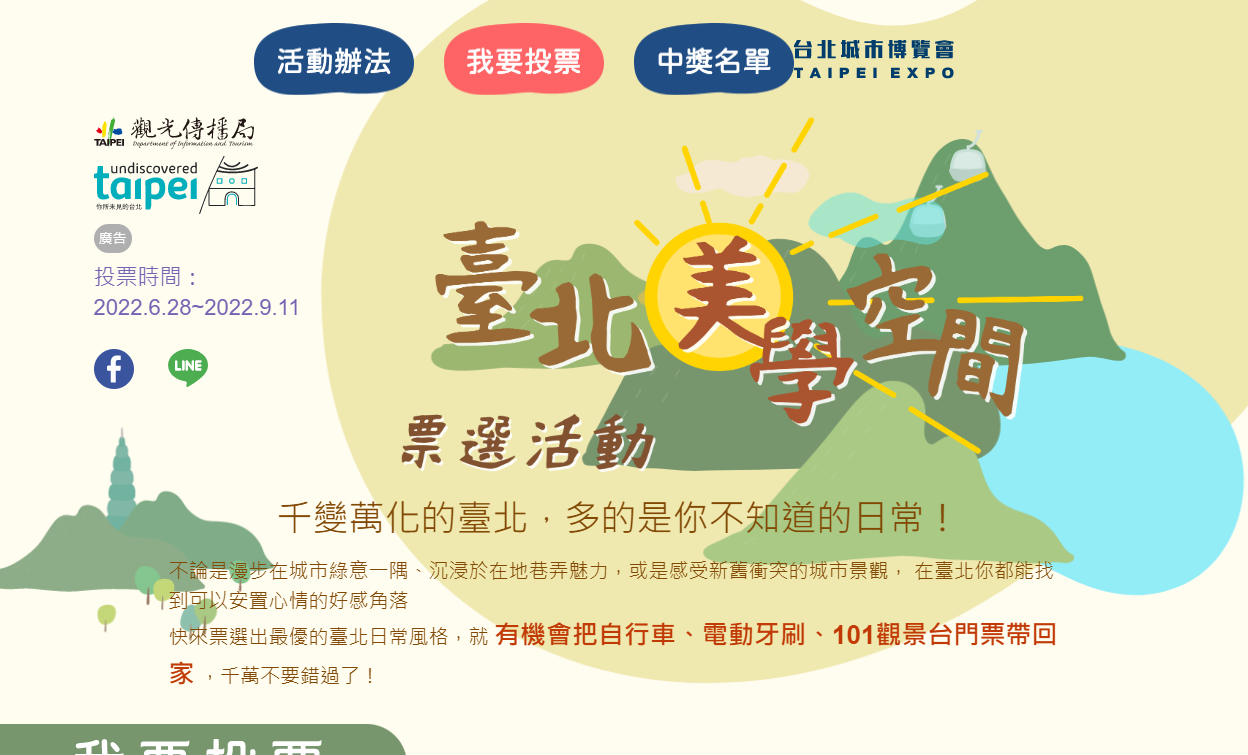 活動辦法
我要投票
中獎名單
台北城市博覽會
TAIPEI EXPO
TAIPEI 觀光傳播局
Department of Information and Tourism
undiscovered
taipei
你所未見的台北
廣告
投票時間：
2022.6.28~2022.9.11
LINE
臺北美學空間
票選活動
千變萬化的臺北，多的是你不知道的日常！
不論是漫步在城市綠意一隅、沉浸於在地巷弄魅力，或是感受新舊衝突的城市景觀， 在臺北你都能找
到可以安置心情的好感角落
快來票選出最優的臺北日常風格，就 有機會把自行車、電動牙刷、101觀景台門票帶回
家 ，千萬不要錯過了！
我要投票